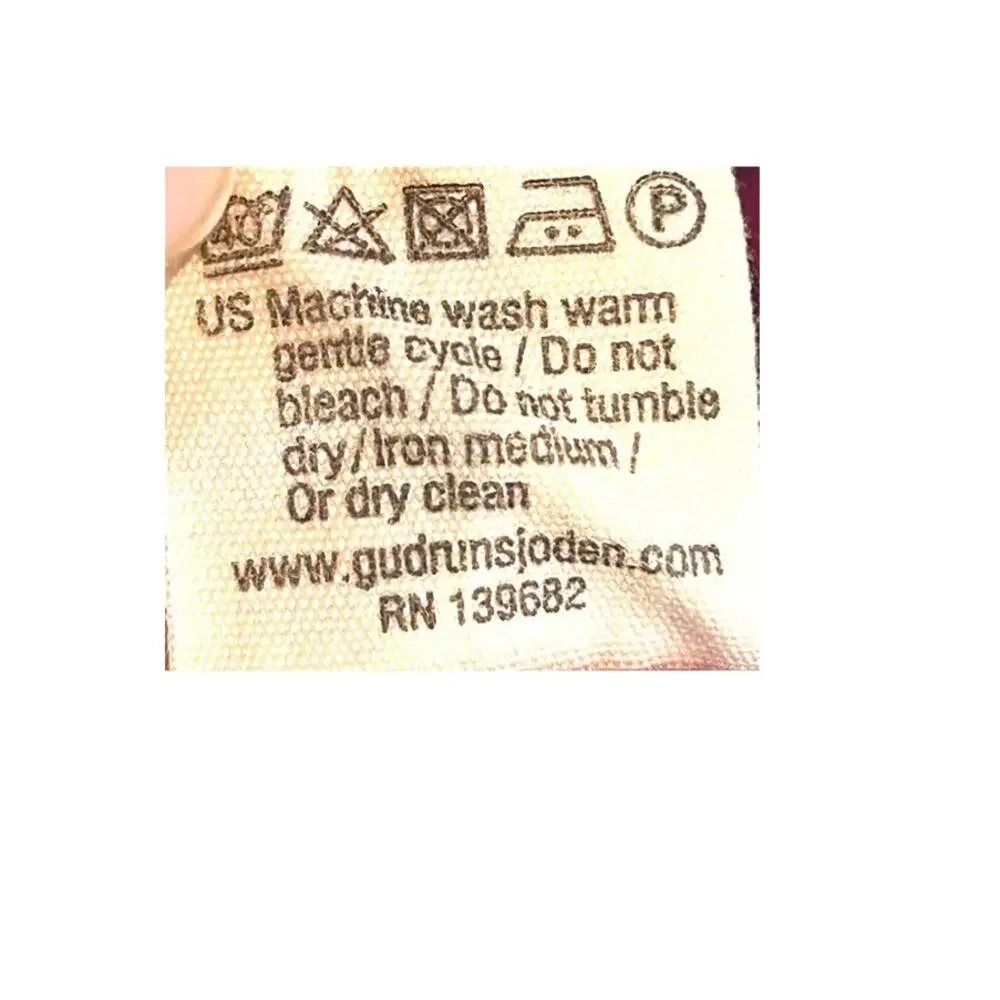 40°
P
US Machine wash warm
gentle cycle / Do not
bleach / Do not tumble
dry / Iron medium /
Or dry clean
www.gudrunsjoden.com
RN 139682